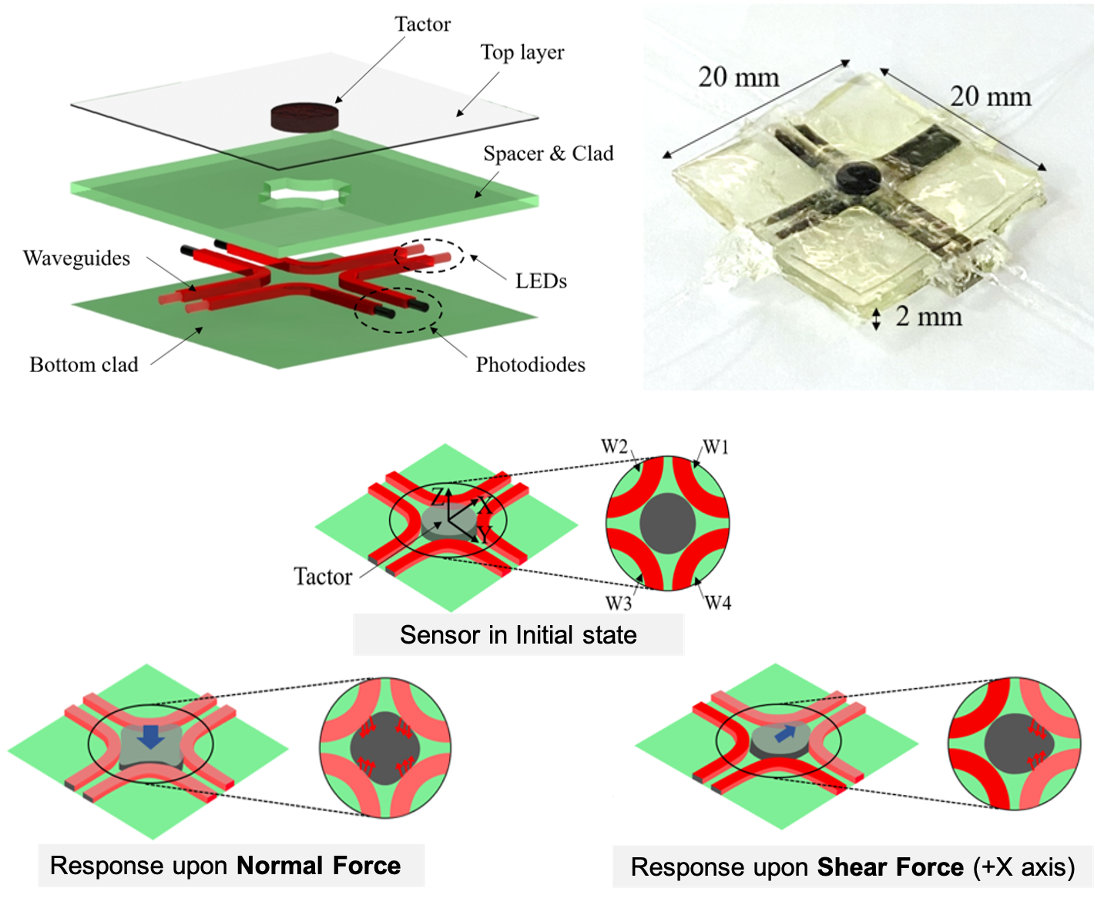 Tactor
Top layer
Spacer & Clad
Waveguides
LEDs
Bottom clad
Photodiodes
20 mm
20 mm
2 mm
W2
W1
Z
X
Y
Tactor
W3
W4
Sensor in Initial state
Response upon Normal Force
Response upon Shear Force (+X axis)